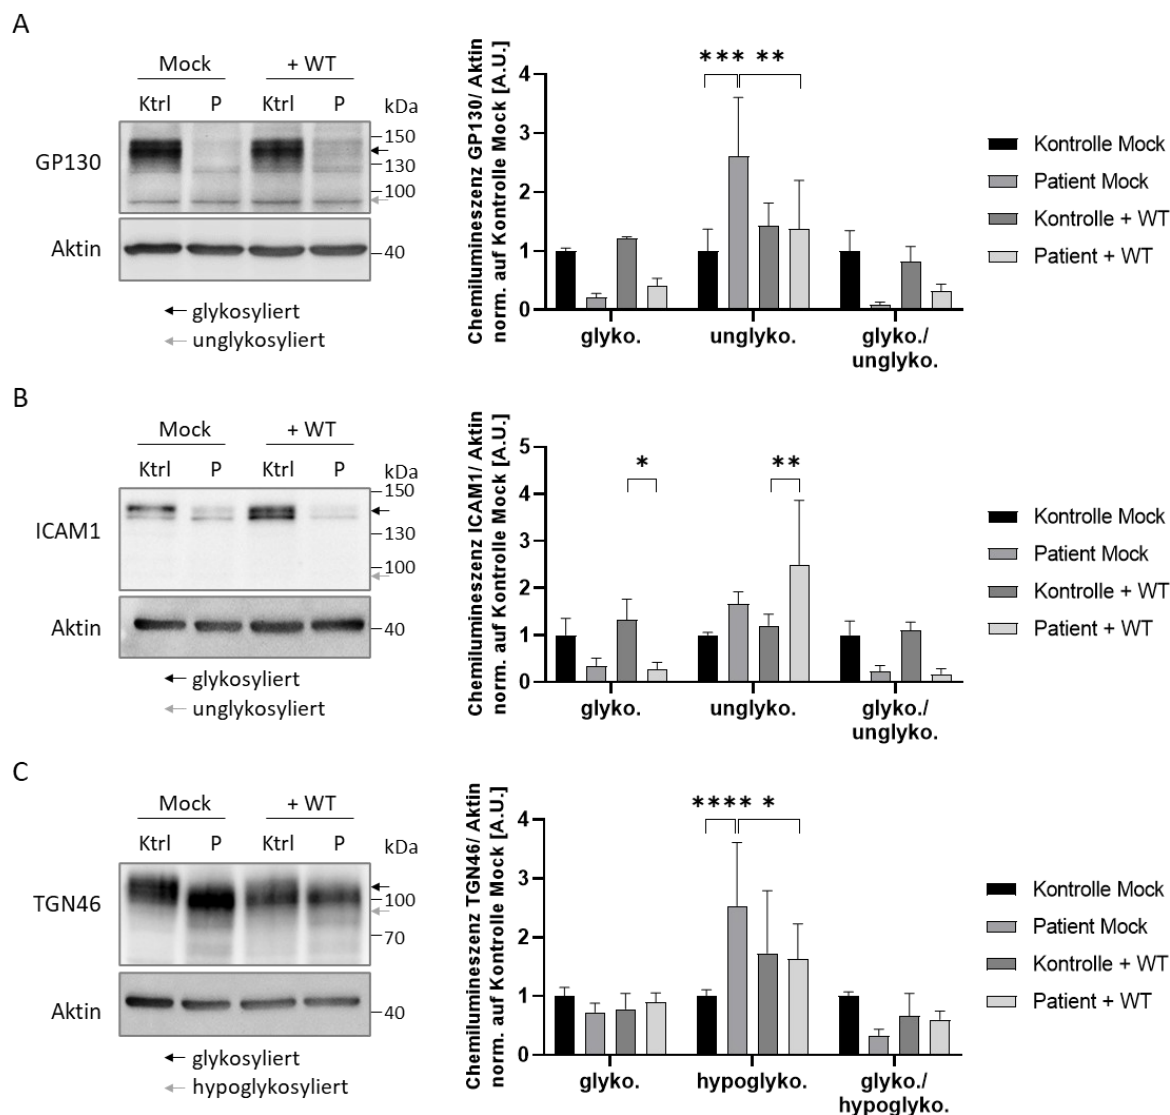 A
Mock + WT
Ktrl P Ktrl P kDa
GP130
150
130
100
Aktin
40
← glykosyliert
← unglykosyliert
Chemilumineszenz GP130/ Aktin
norm. auf Kontrolle Mock [A.U.]
4
3
2
1
0
*** **
glyko. unglyko. glyko./
unglyko.
Kontrolle Mock
Patient Mock
Kontrolle + WT
Patient + WT
B
Mock + WT
Ktrl P Ktrl P kDa
ICAM1
150
130
100
Aktin
40
← glykosyliert
← unglykosyliert
Chemilumineszenz ICAM1/ Aktin
norm. auf Kontrolle Mock [A.U.]
5
4
3
2
1
0
* **
glyko. unglyko. glyko./
unglyko.
Kontrolle Mock
Patient Mock
Kontrolle + WT
Patient + WT
C
Mock + WT
Ktrl P Ktrl P kDa
TGN46
100
70
Aktin
40
← glykosyliert
← hypoglykosyliert
Chemilumineszenz TGN46/ Aktin
norm. auf Kontrolle Mock [A.U.]
4
3
2
1
0
**** *
glyko. hypoglyko. glyko./
hypoglyko.
Kontrolle Mock
Patient Mock
Kontrolle + WT
Patient + WT